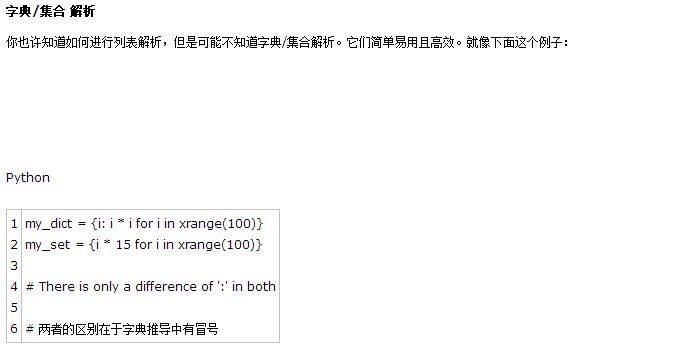 字典/集合 解析
你也许知道如何进行列表解析，但是可能不知道字典/集合解析。它们简单易用且高效。就像下面这个例子：
Python
1 my_dict = {i: i * i for i in xrange(100)}
2 my_set = {i * 15 for i in xrange(100)}
3
4 # There is only a difference of ':' in both
5
6 # 两者的区别在于字典推导中有冒号